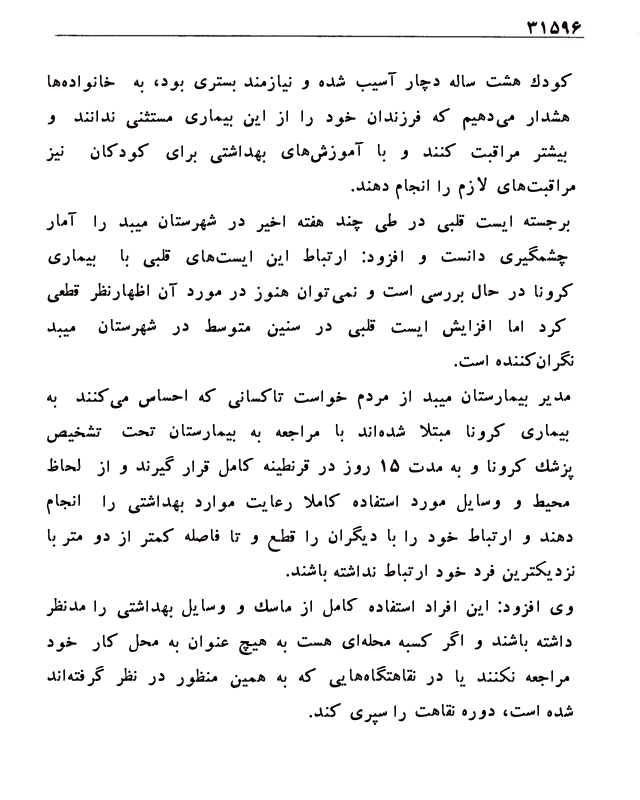 ۳۱۵۹۶
کودك هشت ساله دچار آسیب شده و نیازمند بستری بود، به خانواده‌ها
هشدار می‌دهیم که فرزندان خود را از این بیماری مستثنی ندانند و
بیشتر مراقبت کنند و با آموزش‌های بهداشتی برای کودکان نیز
مراقبت‌های لازم را انجام دهند.
برجسته ایست قلبی در طی چند هفته اخیر در شهرستان میبد را آمار
چشمگیری دانست و افزود: ارتباط این ایست‌های قلبی با بیماری
کرونا در حال بررسی است و نمی‌توان هنوز در مورد آن اظهارنظر قطعی
کرد اما افزایش ایست قلبی در سنین متوسط در شهرستان میبد
نگران‌کننده است.
مدیر بیمارستان میبد از مردم خواست تاکسانی که احساس می‌کنند به
بیماری کرونا مبتلا شده‌اند با مراجعه به بیمارستان تحت تشخیص
پزشك کرونا و به مدت ۱۵ روز در قرنطینه کامل قرار گیرند و از لحاظ
محیط و وسایل مورد استفاده کاملا رعایت موارد بهداشتی را انجام
دهند و ارتباط خود را با دیگران را قطع و تا فاصله کمتر از دو متر با
نزدیکترین فرد خود ارتباط نداشته باشند.
وی افزود: این افراد استفاده کامل از ماسك و وسایل بهداشتی را مدنظر
داشته باشند و اگر کسبه محله‌ای هست به هیچ عنوان به محل کار خود
مراجعه نکنند یا در نقاهتگاه‌هایی که به همین منظور در نظر گرفته‌اند
شده است، دوره نقاهت را سپری کند.